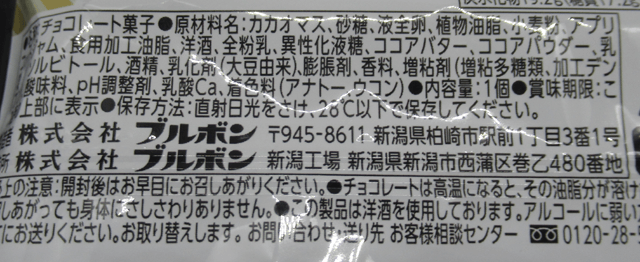 炭水化物
チョコレート菓子●原材料名:カカオマス、砂糖、液全卵、植物油脂、小麦粉、アプリ
ジャム、食用加工油脂、洋酒、全粉乳、異性化液糖、ココアバター、ココアパウダー、乳
ソルビトール、酒精、乳化剤(大豆由来)、膨脹剤、香料、増粘剤(増粘多糖類、加工デン
酸味料、pH調整剤、乳酸Ca、着色料(アナトー、ウコン)●内容量:1個●賞味期限:こ
上部に表示●保存方法:直射日光をさけ、28℃以下で保存してください。
株式会社 ブルボン 〒945-8611 新潟県柏崎市駅前1丁目3番1号
所 株式会社 ブルボン 新潟工場 新潟県新潟市西蒲区巻乙480番地
上の注意:開封後はお早目にお召しあがりください。●チョコレートは高温になると、その油脂分が溶け
しあがっても身体にさしさわりありません。●この製品は洋酒を使用しております。アルコールに弱い
てにお送りください。お取り替えします。お問い合わせ・送り先 お客様相談センター 0120-28-5